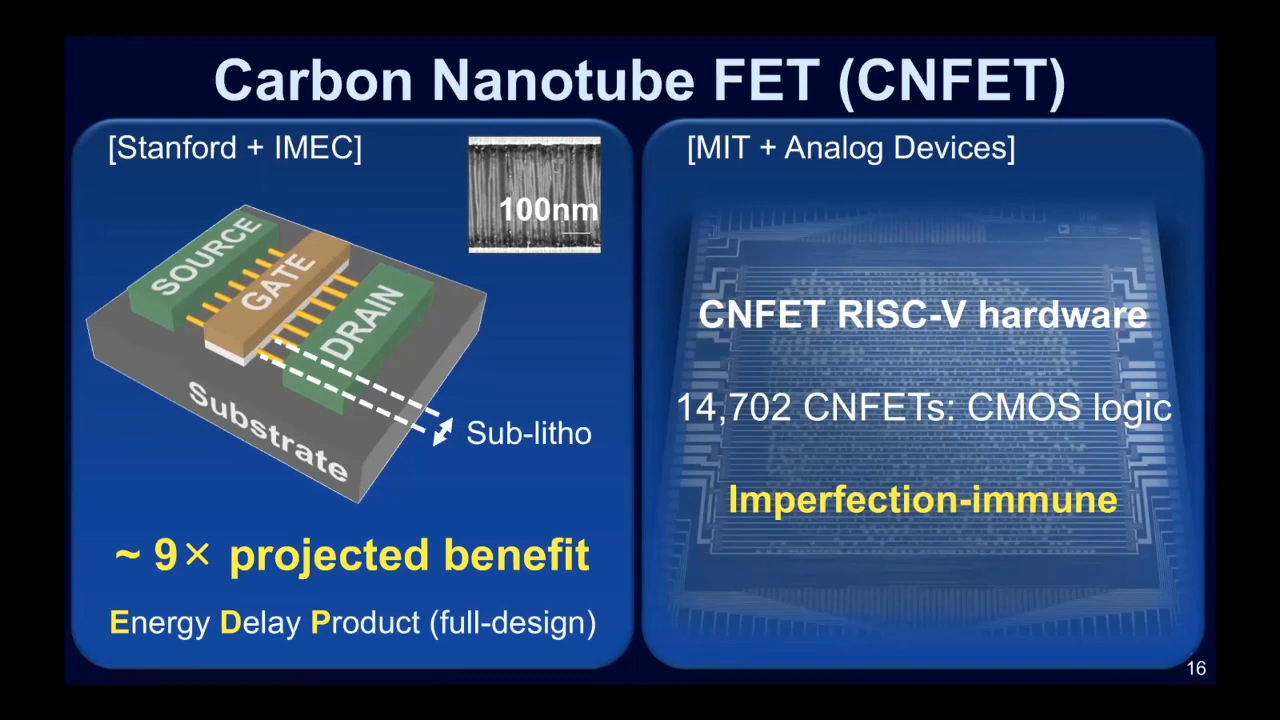 Carbon Nanotube FET (CNFET)
[Stanford + IMEC]
100nm
SOURCE
GATE
DRAIN
Substrate
Sub-litho
~ 9× projected benefit
Energy Delay Product (full-design)
[MIT + Analog Devices]
CNFET RISC-V hardware
14,702 CNFETs: CMOS logic
Imperfection-immune
16